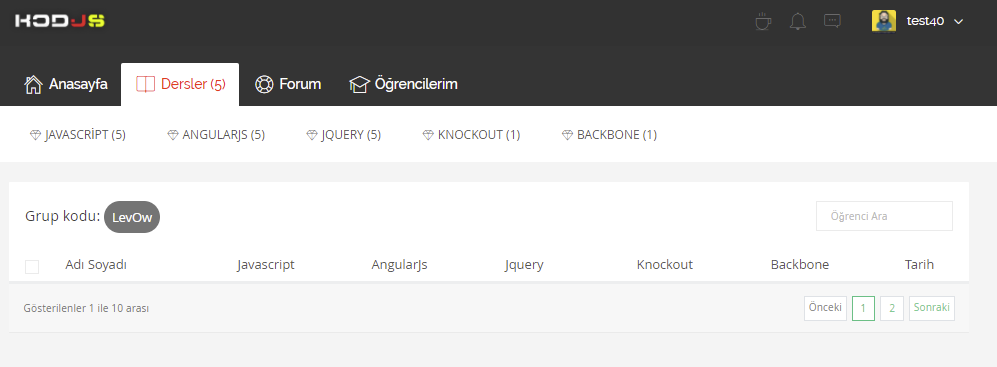 KODJS
test40
Anasayfa Dersler (5) Forum Öğrencilerim
JAVASCRİPT (5) ANGULARJS (5) JQUERY (5) KNOCKOUT (1) BACKBONE (1)
Grup kodu: LevOw Öğrenci Ara
Adı Soyadı Javascript AngularJs Jquery Knockout Backbone Tarih
Gösterilenler 1 ile 10 arası Önceki 1 2 Sonraki